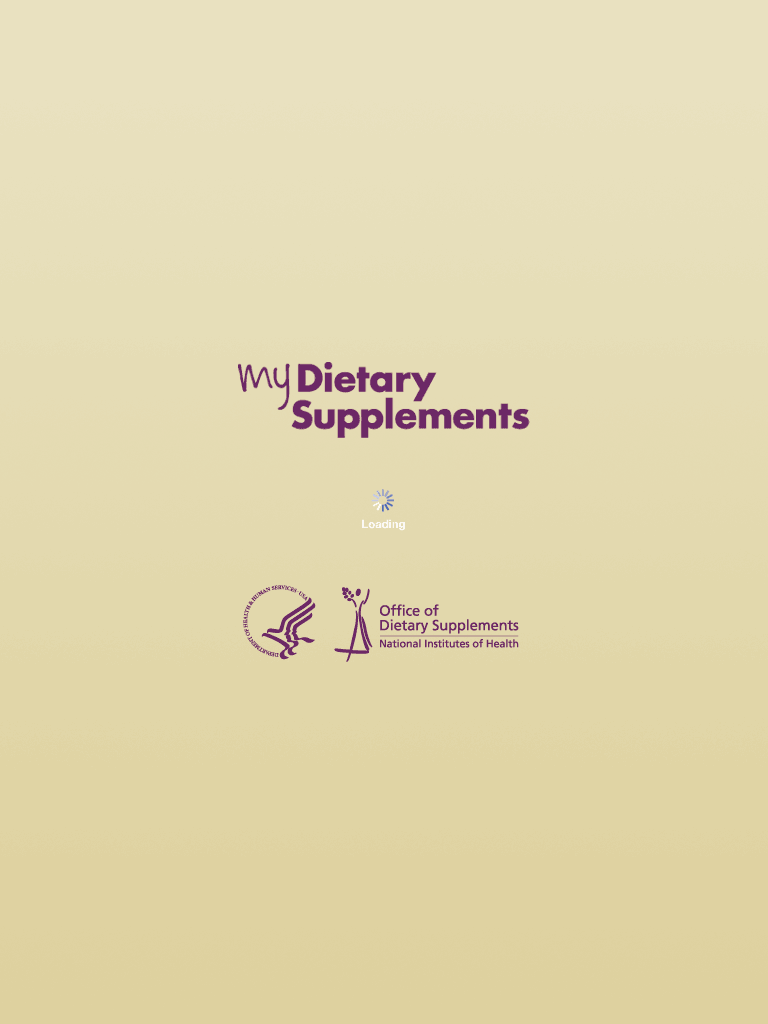 my Dietary
Supplements
Loading
DEPARTMENT OF HEALTH & HUMAN SERVICES · USA
Office of
Dietary Supplements
National Institutes of Health